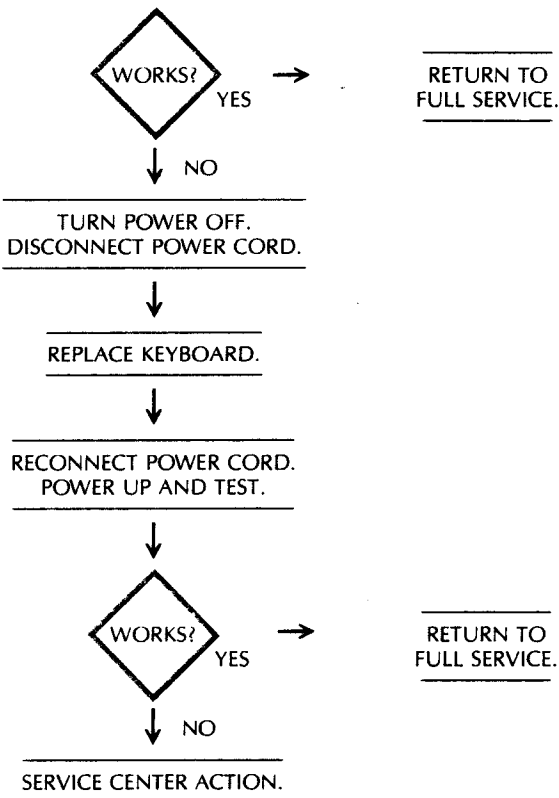 WORKS?
YES
RETURN TO
FULL SERVICE.
NO
TURN POWER OFF.
DISCONNECT POWER CORD.
REPLACE KEYBOARD.
RECONNECT POWER CORD.
POWER UP AND TEST.
WORKS?
YES
RETURN TO
FULL SERVICE.
NO
SERVICE CENTER ACTION.